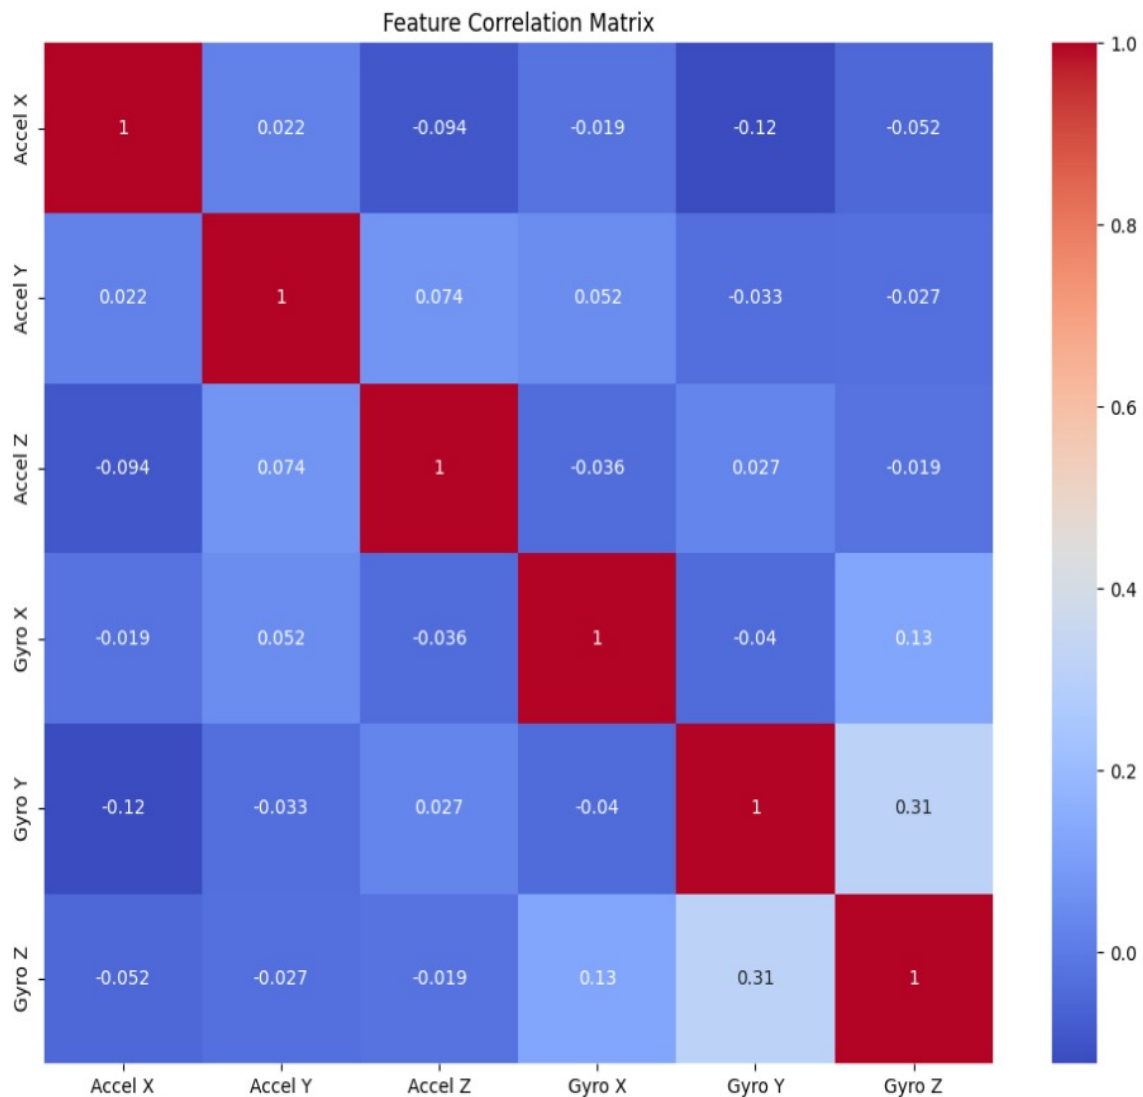 Feature Correlation Matrix
Accel X 1 0.022 -0.094 -0.019 -0.12 -0.052
Accel Y 0.022 1 0.074 0.052 -0.033 -0.027
Accel Z -0.094 0.074 1 -0.036 0.027 -0.019
Gyro X -0.019 0.052 -0.036 1 -0.04 0.13
Gyro Y -0.12 -0.033 0.027 -0.04 1 0.31
Gyro Z -0.052 -0.027 -0.019 0.13 0.31 1
Accel X Accel Y Accel Z Gyro X Gyro Y Gyro Z
1.0
0.8
0.6
0.4
0.2
0.0